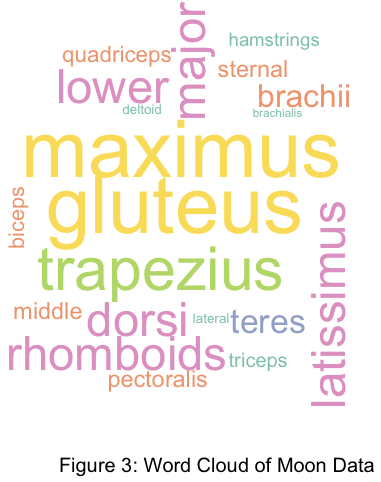 major
hamstrings
quadriceps
sternal
lower
brachii
deltoid
brachialis
maximus
gluteus
biceps
latissimus
trapezius
middle
dorsi
lateral
teres
rhomboids
triceps
pectoralis
Figure 3: Word Cloud of Moon Data